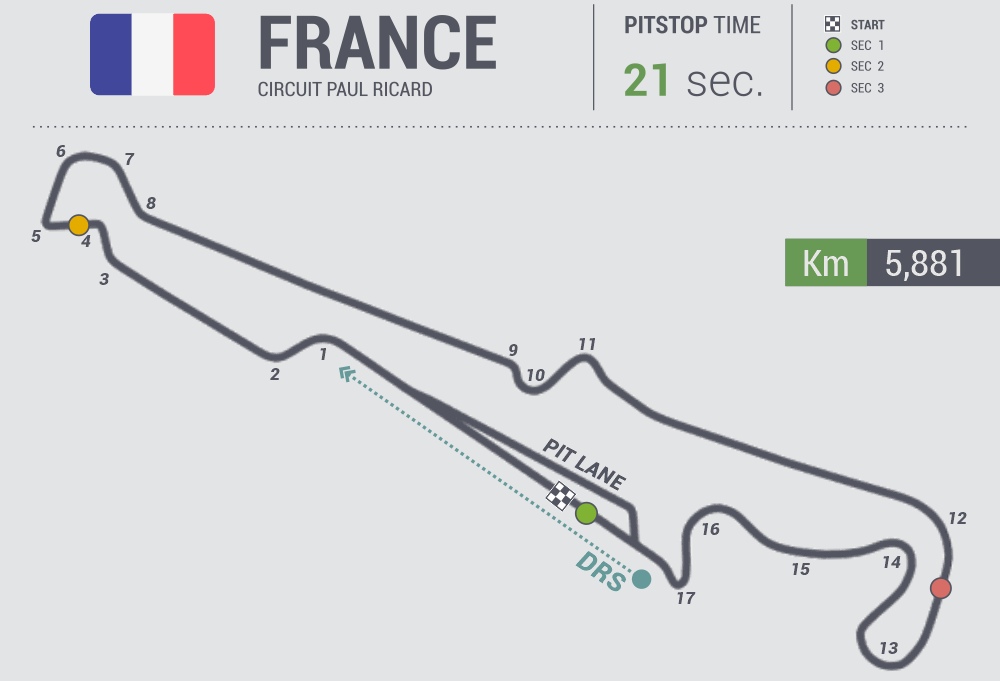 FRANCE
CIRCUIT PAUL RICARD
PITSTOP TIME
21 sec.
START
SEC 1
SEC 2
SEC 3
6
7
8
5
4
3
Km 5,881
1
2
9
10
11
PIT LANE
DRS
12
16
14
15
17
13